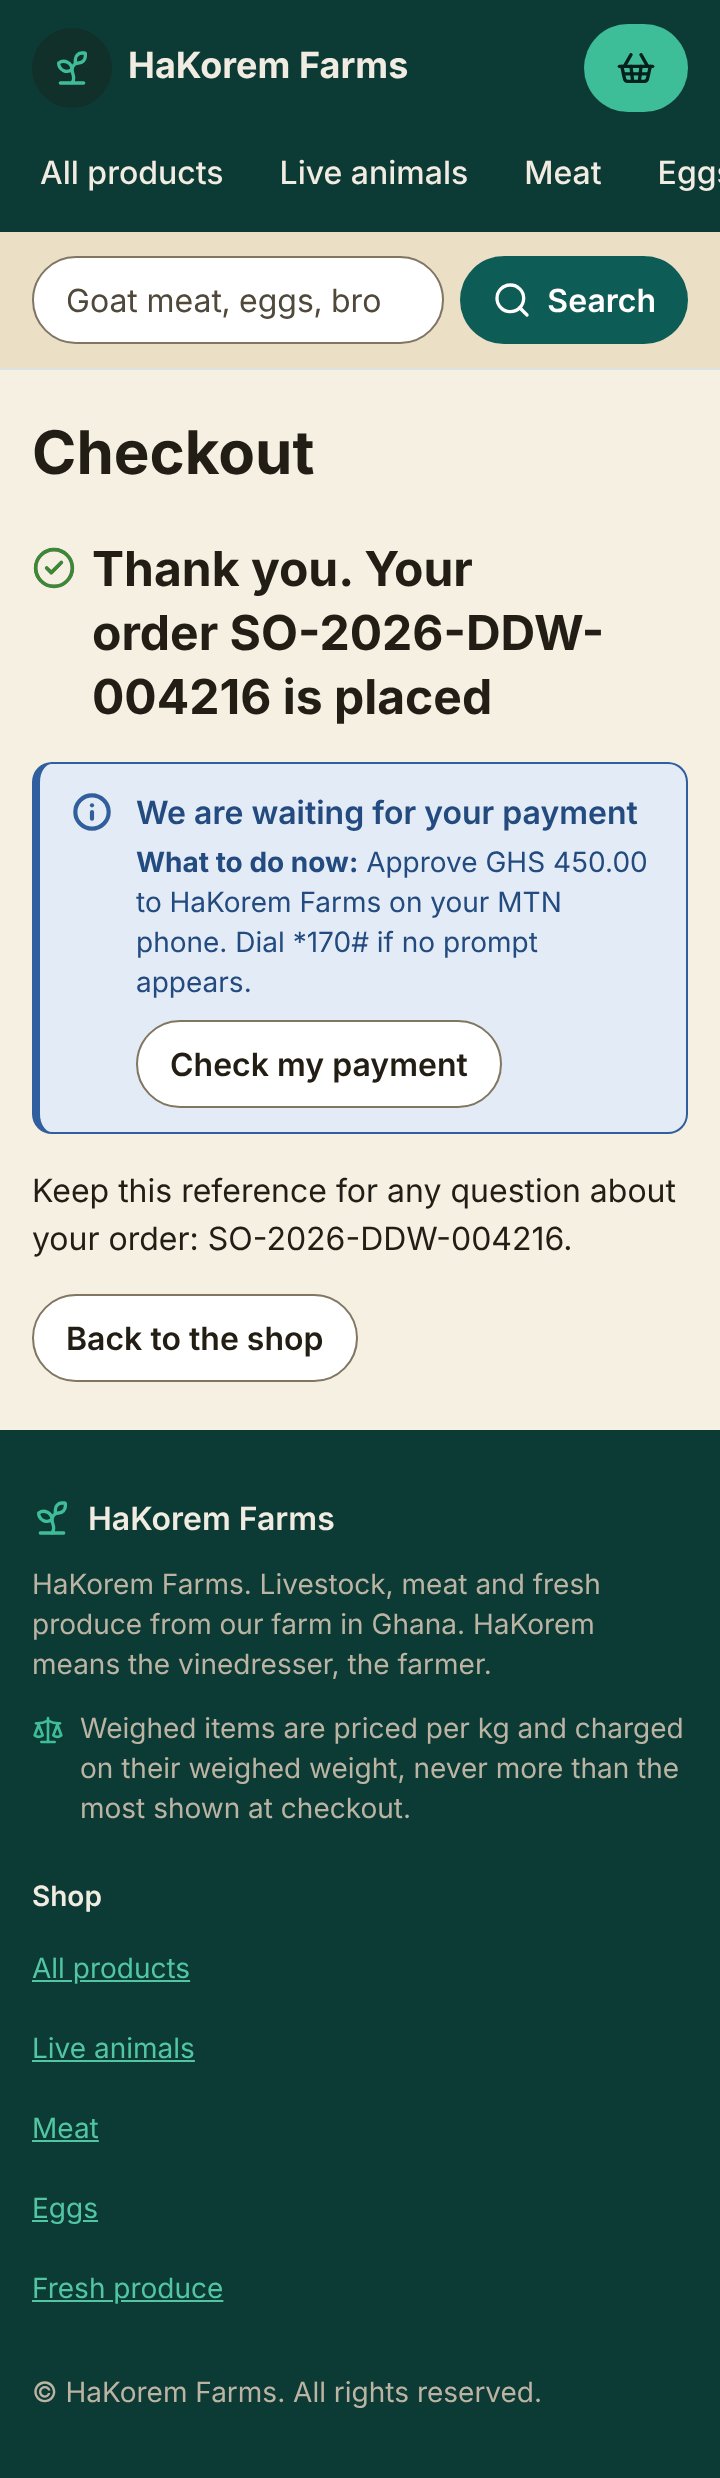 HaKorem Farms
All products Live animals Meat Eggs
Goat meat, eggs, bro
Search
Checkout
Thank you. Your
order SO-2026-DDW-
004216 is placed
We are waiting for your payment
What to do now: Approve GHS 450.00
to HaKorem Farms on your MTN
phone. Dial *170# if no prompt
appears.
Check my payment
Keep this reference for any question about
your order: SO-2026-DDW-004216.
Back to the shop
HaKorem Farms
HaKorem Farms. Livestock, meat and fresh
produce from our farm in Ghana. HaKorem
means the vinedresser, the farmer.
Weighed items are priced per kg and charged
on their weighed weight, never more than the
most shown at checkout.
Shop
All products
Live animals
Meat
Eggs
Fresh produce
© HaKorem Farms. All rights reserved.